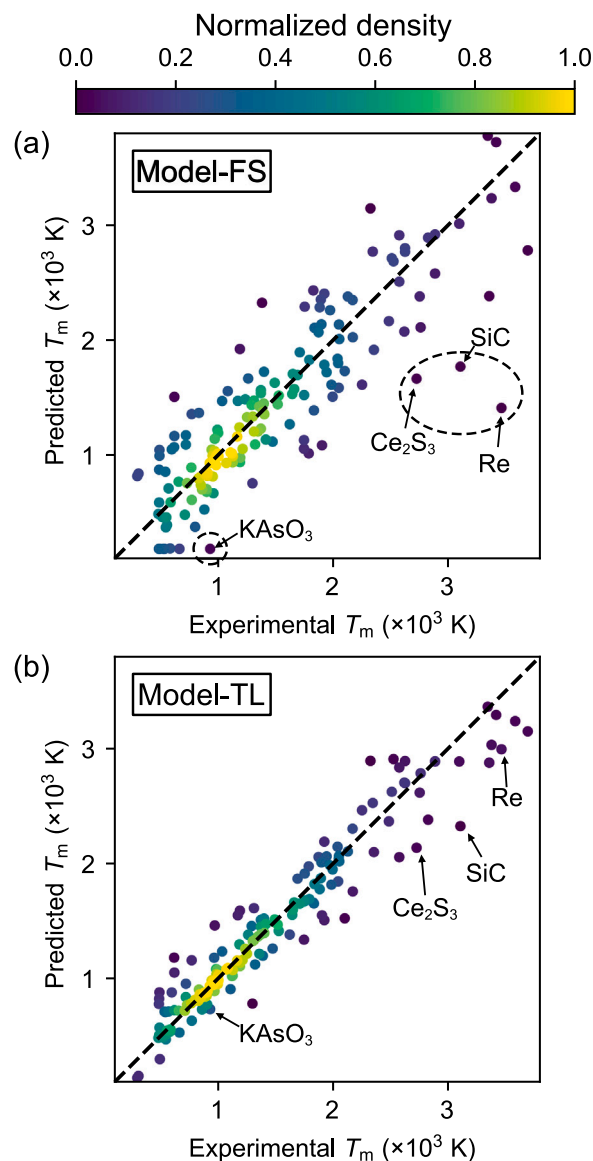 Normalized density
0.0 0.2 0.4 0.6 0.8 1.0
(a)
Model-FS
3
2
1
Predicted Tₘ (×10³ K)
SiC
Ce₂S₃
Re
KAsO₃
1 2 3
Experimental Tₘ (×10³ K)
(b)
Model-TL
3
2
1
Predicted Tₘ (×10³ K)
Re
SiC
Ce₂S₃
KAsO₃
1 2 3
Experimental Tₘ (×10³ K)